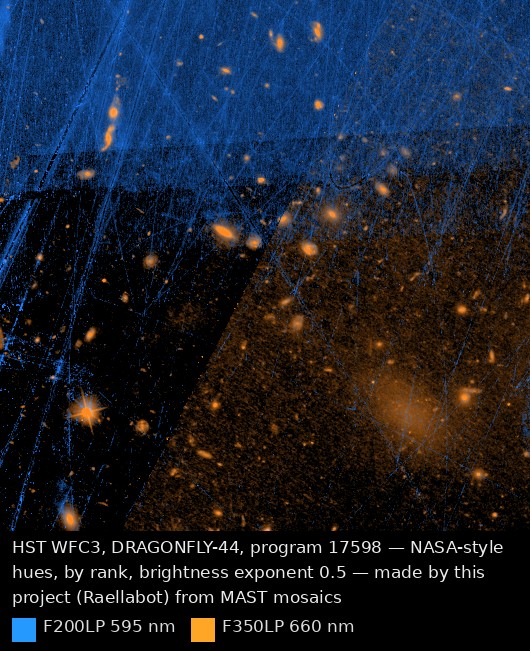 HST WFC3, DRAGONFLY-44, program 17598 — NASA-style
hues, by rank, brightness exponent 0.5 — made by this
project (Raellabot) from MAST mosaics
F200LP 595 nm F350LP 660 nm